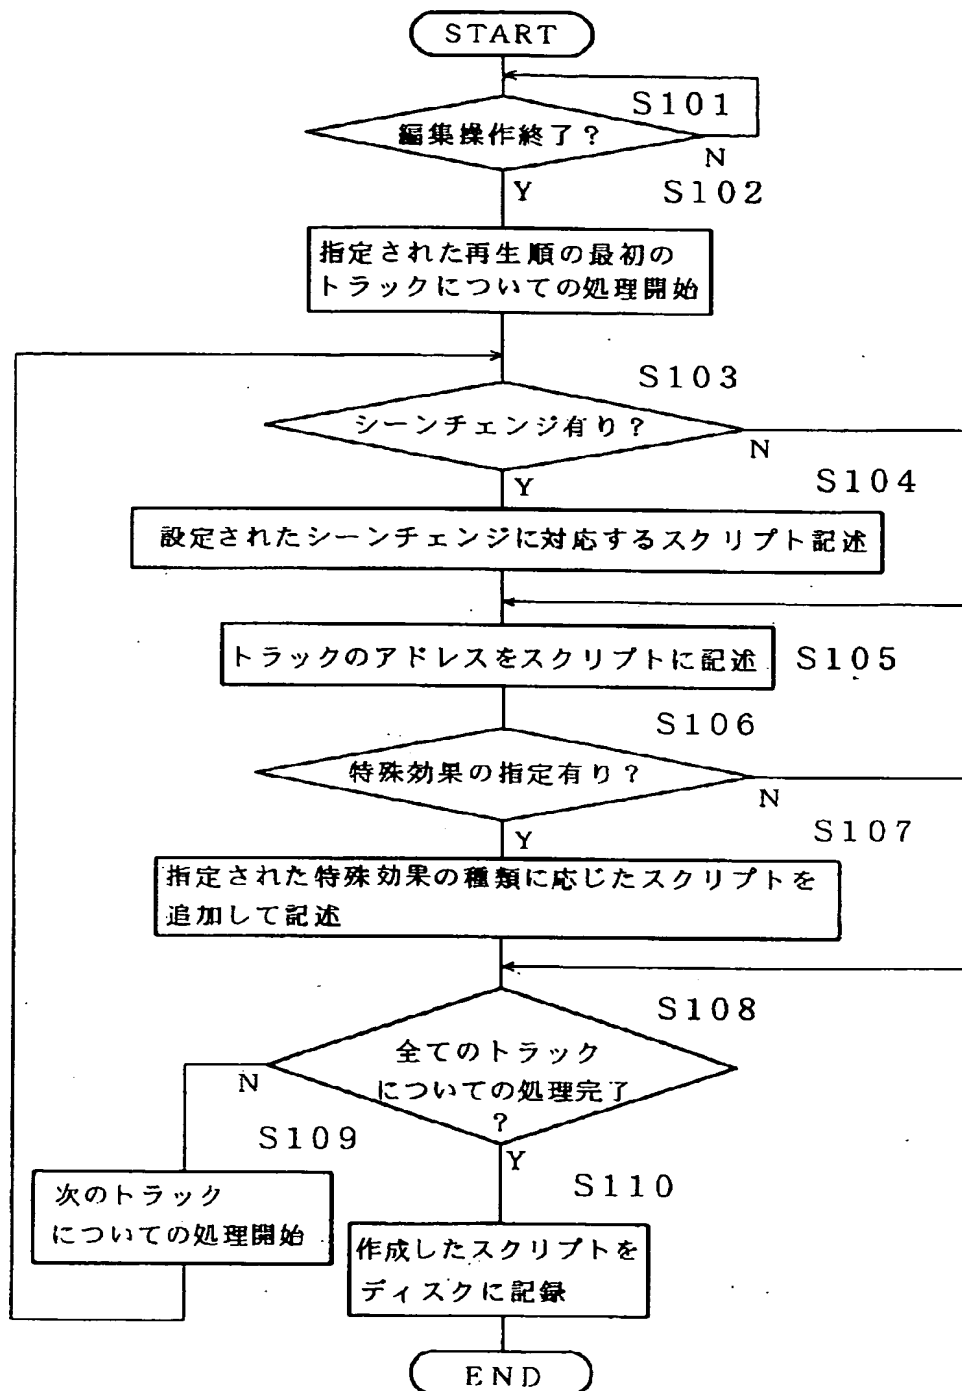 START
S101
編集操作終了？
N
S102
Y
指定された再生順の最初の
トラックについての処理開始
S103
シーンチェンジ有り？
N
S104
Y
設定されたシーンチェンジに対応するスクリプト記述
トラックのアドレスをスクリプトに記述
S105
S106
特殊効果の指定有り？
N
S107
Y
指定された特殊効果の種類に応じたスクリプトを
追加して記述
S108
全てのトラック
についての処理完了
？
N
S109
Y
S110
次のトラック
についての処理開始
作成したスクリプトを
ディスクに記録
END